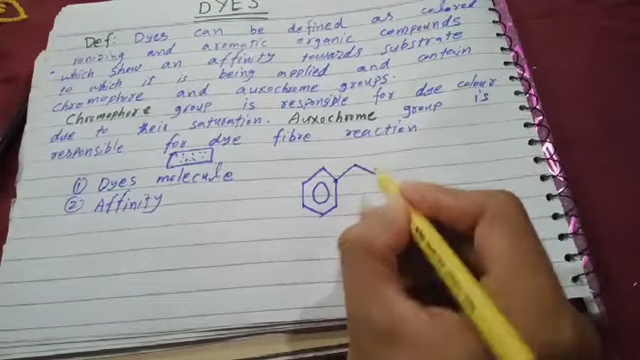 DYES
Def: Dyes can be defined as colored
ionizing and aromatic organic compounds
which show an affinity towards substrate
to which it is being applied and contain
chromophore and auxochrome groups.
Chromophore group is responsible for dye colour
due to their saturation. Auxochrome group is
responsible for dye fibre reaction.
① Dyes molecule
② Affinity